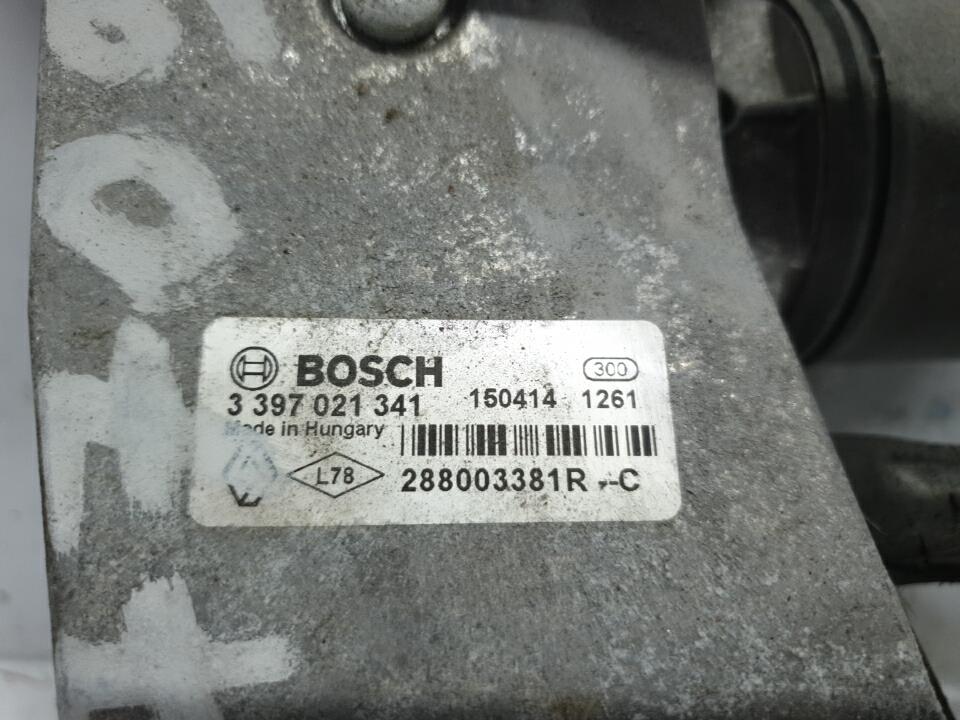 BOSCH 300
3 397 021 341 150414 1261
Made in Hungary
L78 288003381R --C